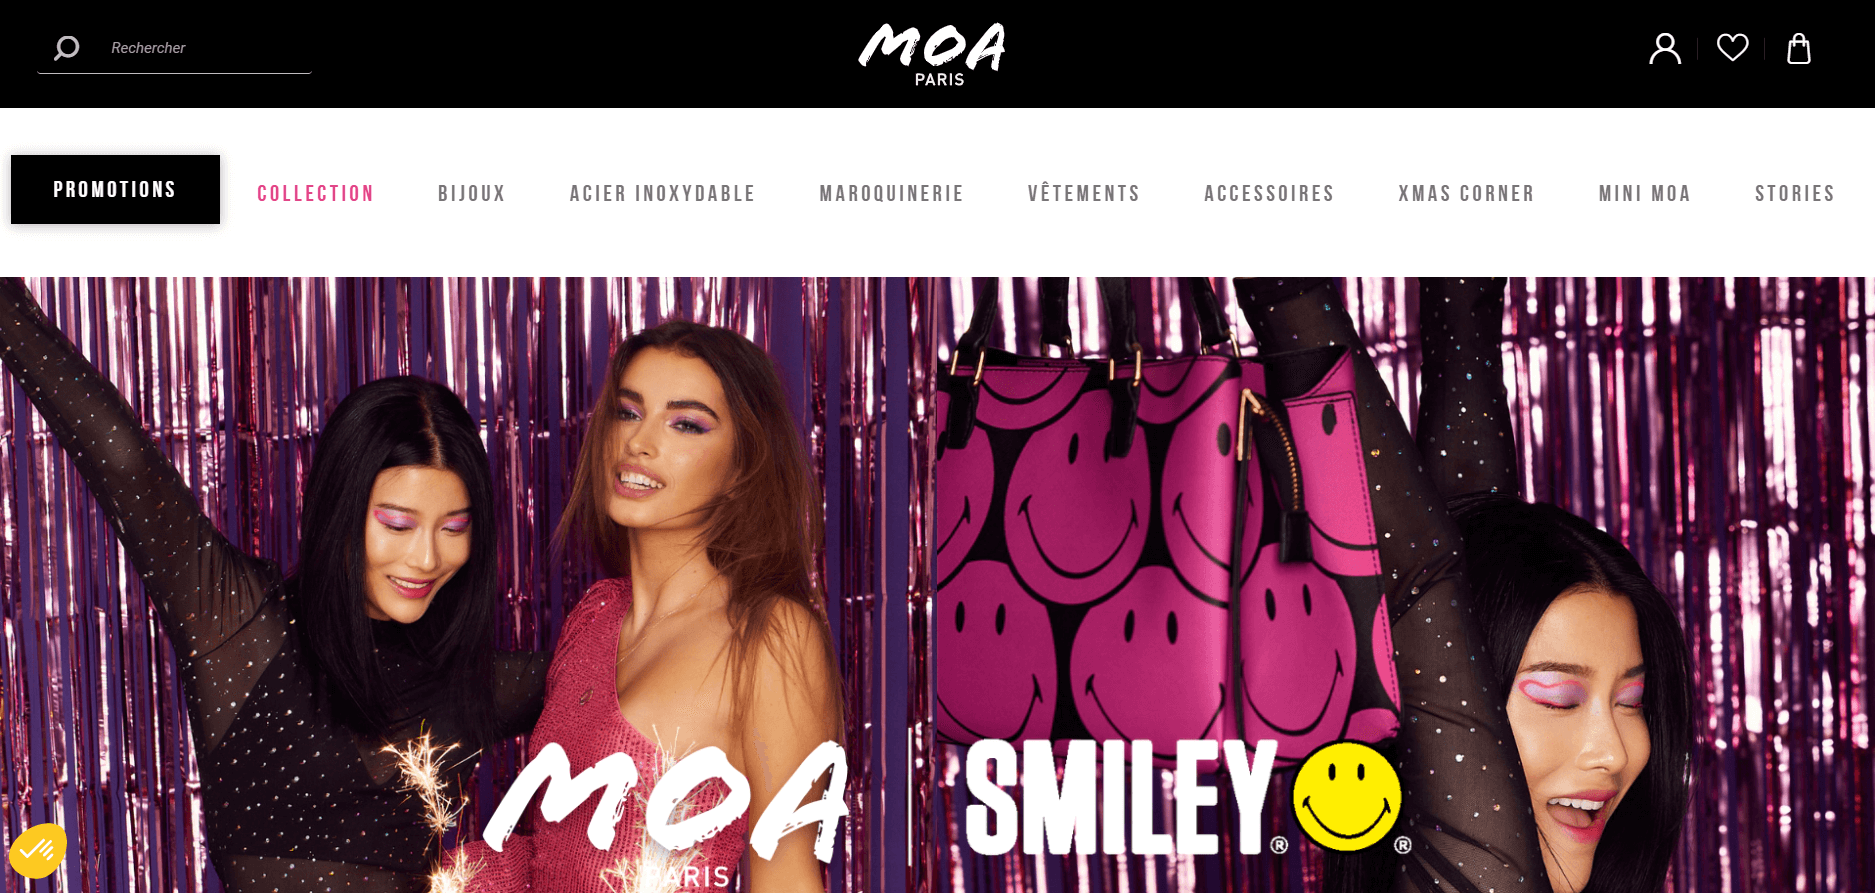 Rechercher
MOA
PARIS
PROMOTIONS
COLLECTION
BIJOUX
ACIER INOXYDABLE
MAROQUINERIE
VÊTEMENTS
ACCESSOIRES
XMAS CORNER
MINI MOA
STORIES
MOA
PARIS
SMILEY® ®